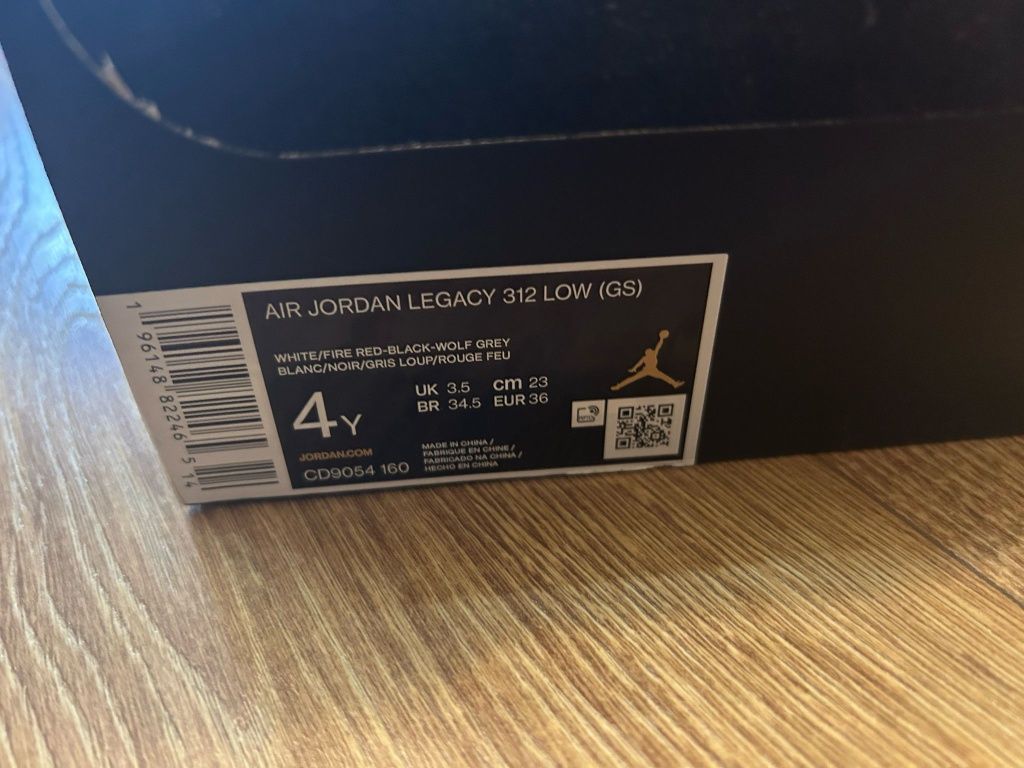 AIR JORDAN LEGACY 312 LOW (GS)
WHITE/FIRE RED-BLACK-WOLF GREY
BLANC/NOIR/GRIS LOUP/ROUGE FEU
4Y
UK 3.5 cm 23
BR 34.5 EUR 36
JORDAN.COM
CD9054 160
MADE IN CHINA /
FABRIQUE EN CHINE /
FABRICADO NA CHINA /
HECHO EN CHINA
1 96148 82246 5 4